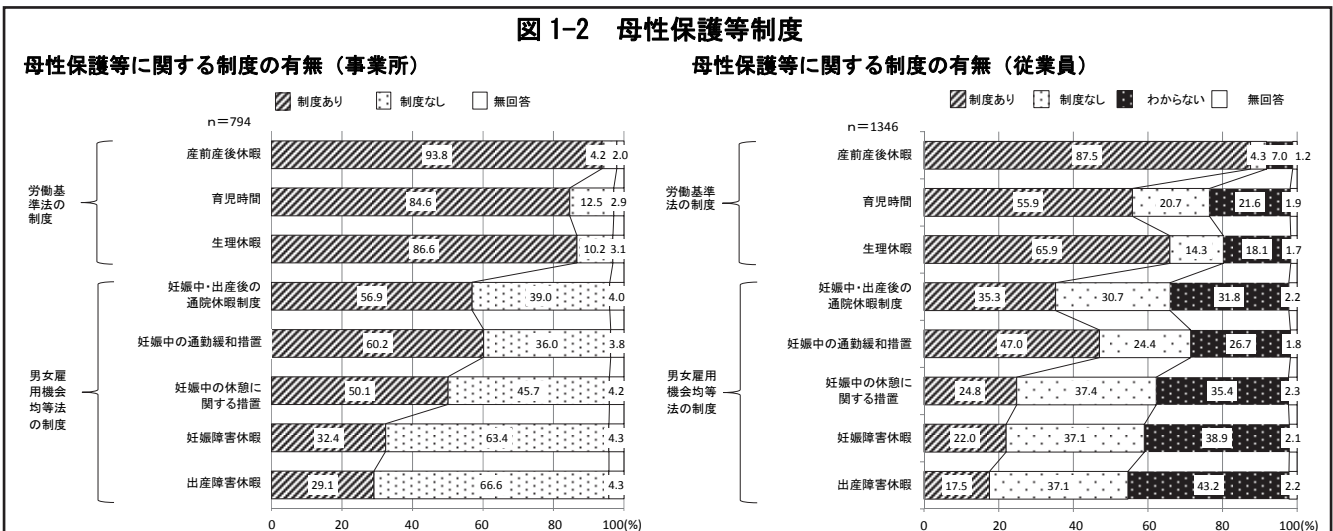 図 1-2 母性保護等制度
母性保護等に関する制度の有無（事業所）
制度あり 制度なし 無回答
n＝794
労働基
準法の
制度
産前産後休暇 93.8 4.2 2.0
育児時間 84.6 12.5 2.9
生理休暇 86.6 10.2 3.1
男女雇
用機会
均等法
の制度
妊娠中・出産後の
通院休暇制度 56.9 39.0 4.0
妊娠中の通勤緩和措置 60.2 36.0 3.8
妊娠中の休憩に
関する措置 50.1 45.7 4.2
妊娠障害休暇 32.4 63.4 4.3
出産障害休暇 29.1 66.6 4.3
0 20 40 60 80 100(%)
母性保護等に関する制度の有無（従業員）
制度あり 制度なし わからない 無回答
n=1346
労働基準
法の制度
産前産後休暇 87.5 4.3 7.0 1.2
育児時間 55.9 20.7 21.6 1.9
生理休暇 65.9 14.3 18.1 1.7
男女雇用
機会均等
法の制度
妊娠中・出産後の
通院休暇制度 35.3 30.7 31.8 2.2
妊娠中の通勤緩和措置 47.0 24.4 26.7 1.8
妊娠中の休憩に
関する措置 24.8 37.4 35.4 2.3
妊娠障害休暇 22.0 37.1 38.9 2.1
出産障害休暇 17.5 37.1 43.2 2.2
0 20 40 60 80 100(%)